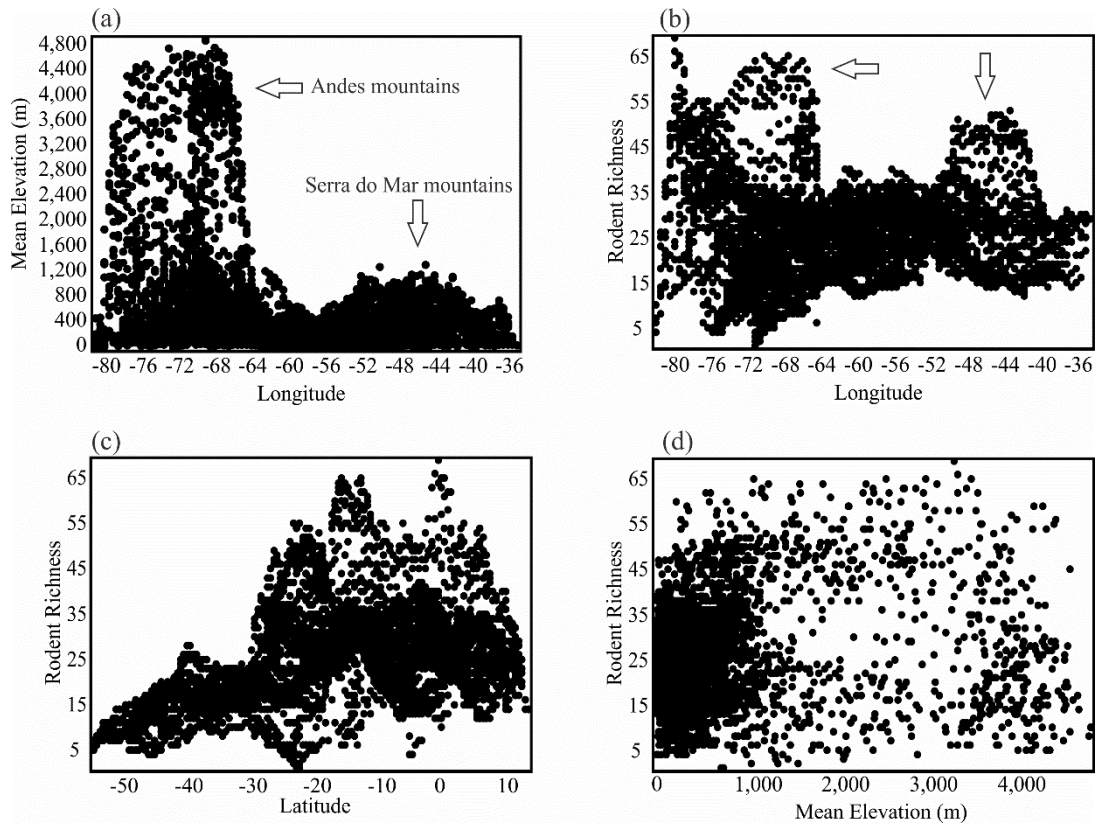 (a)
Mean Elevation (m)
4,800
4,400
4,000
3,600
3,200
2,800
2,400
2,000
1,600
1,200
800
400
0
Andes mountains
Serra do Mar mountains
-80 -76 -72 -68 -64 -60 -56 -52 -48 -44 -40 -36
Longitude
(b)
Rodent Richness
65
55
45
35
25
15
5
-80 -76 -72 -68 -64 -60 -56 -52 -48 -44 -40 -36
Longitude
(c)
Rodent Richness
65
55
45
35
25
15
5
-50 -40 -30 -20 -10 0 10
Latitude
(d)
Rodent Richness
65
55
45
35
25
15
5
0 1,000 2,000 3,000 4,000
Mean Elevation (m)